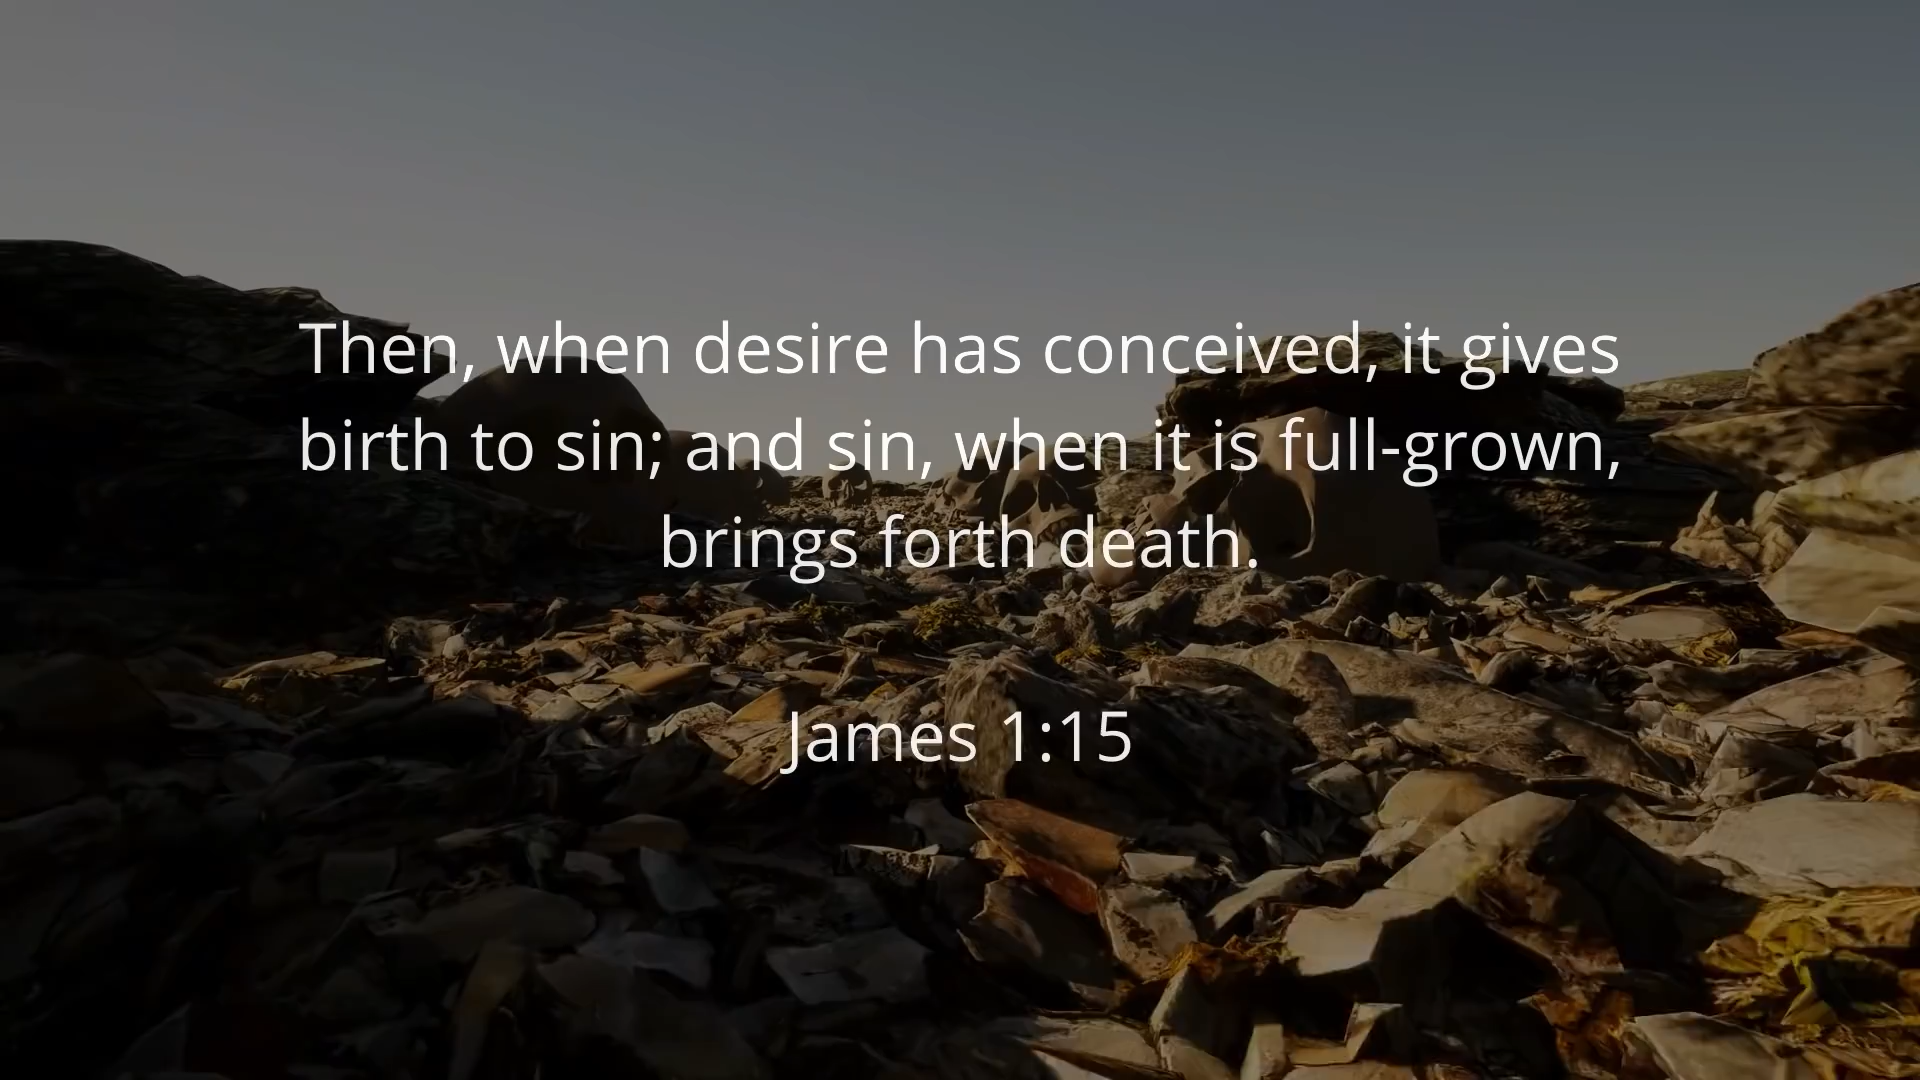 Then, when desire has conceived, it gives
birth to sin; and sin, when it is full-grown,
brings forth death.
James 1:15